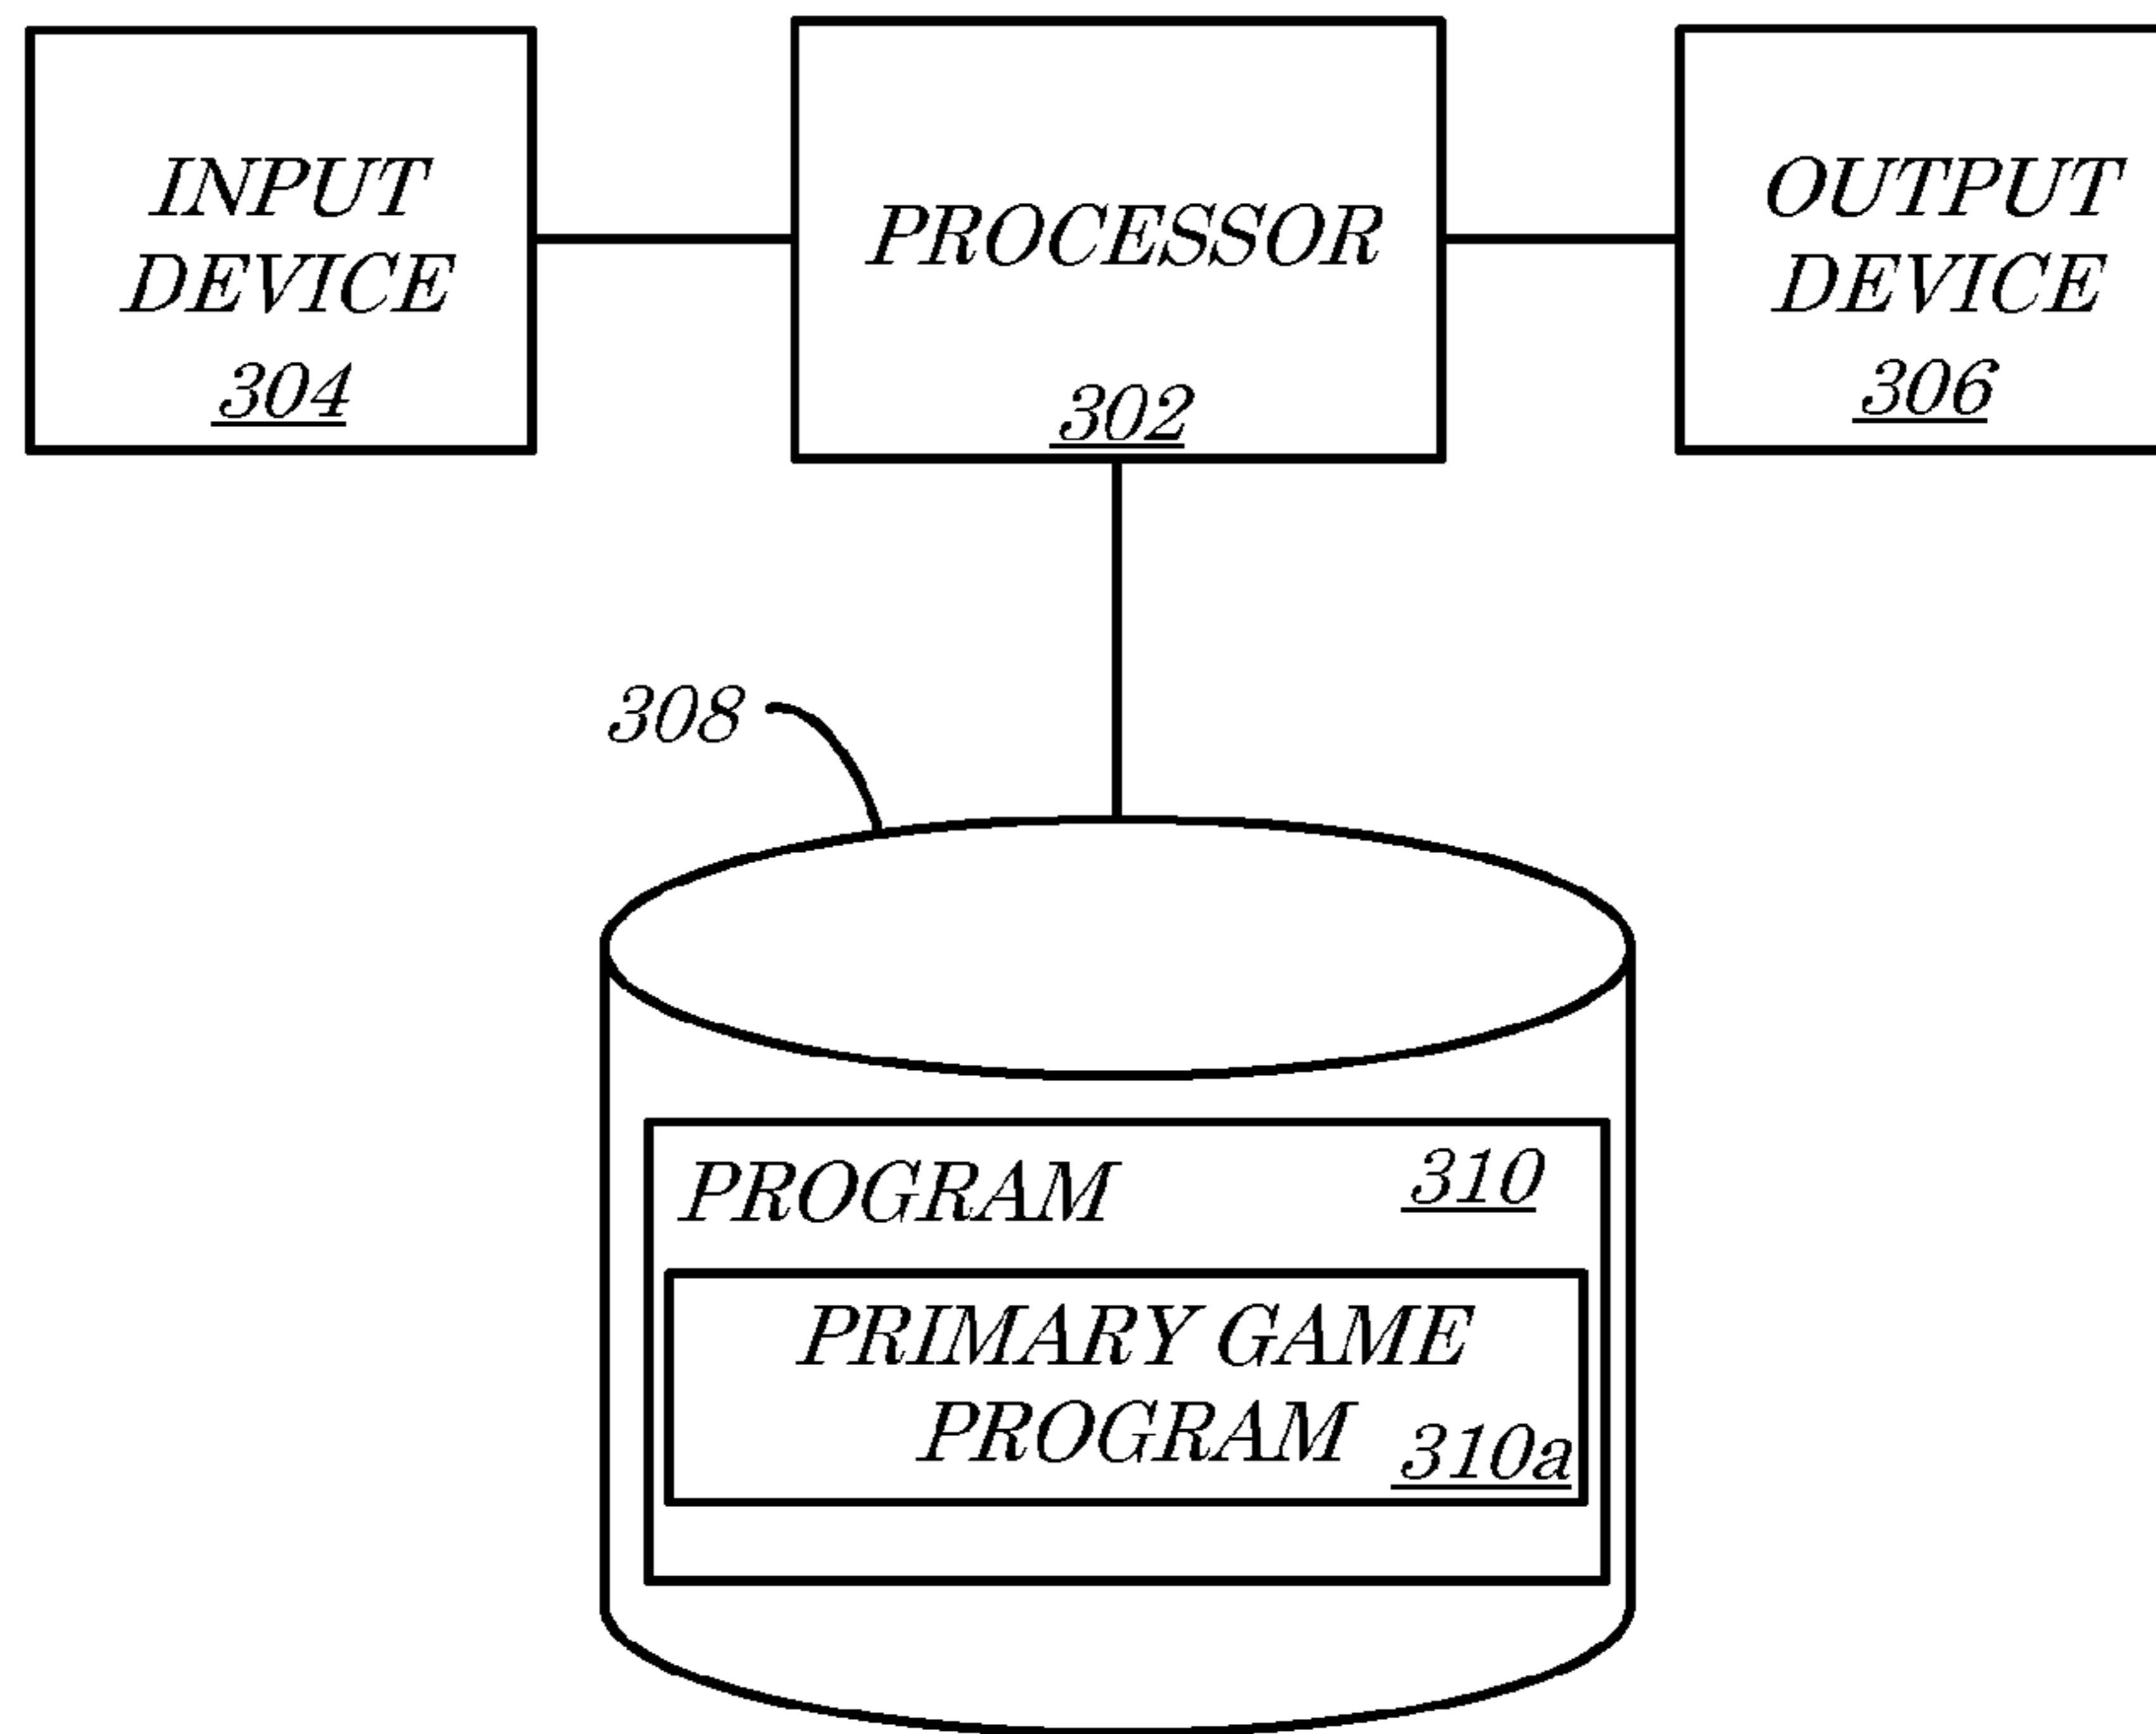 INPUT
DEVICE
304
PROCESSOR
302
OUTPUT
DEVICE
306
308
PROGRAM 310
PRIMARY GAME
PROGRAM 310a